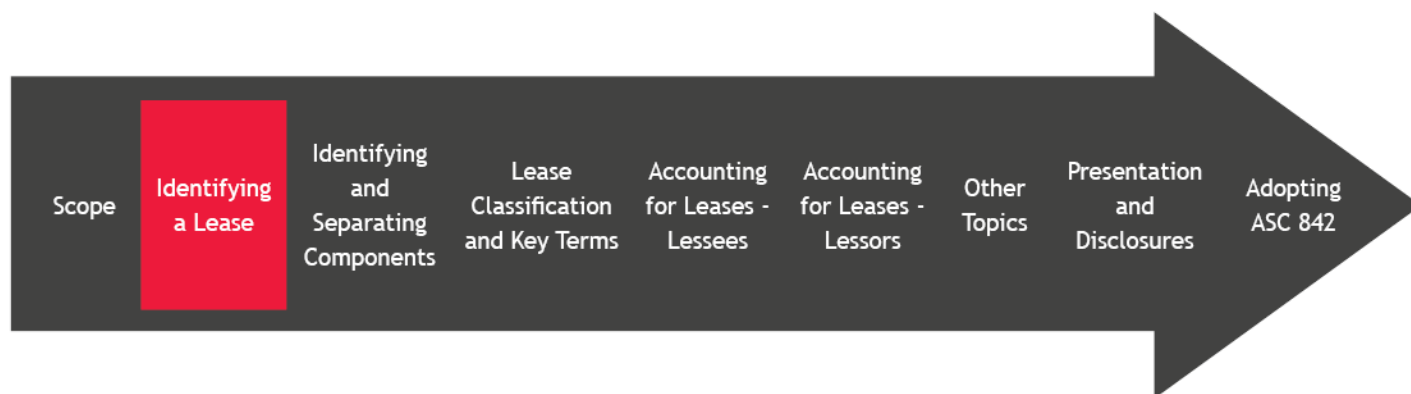 Scope
Identifying
a Lease
Identifying
and
Separating
Components
Lease
Classification
and Key Terms
Accounting
for Leases -
Lessees
Accounting
for Leases -
Lessors
Other
Topics
Presentation
and
Disclosures
Adopting
ASC 842